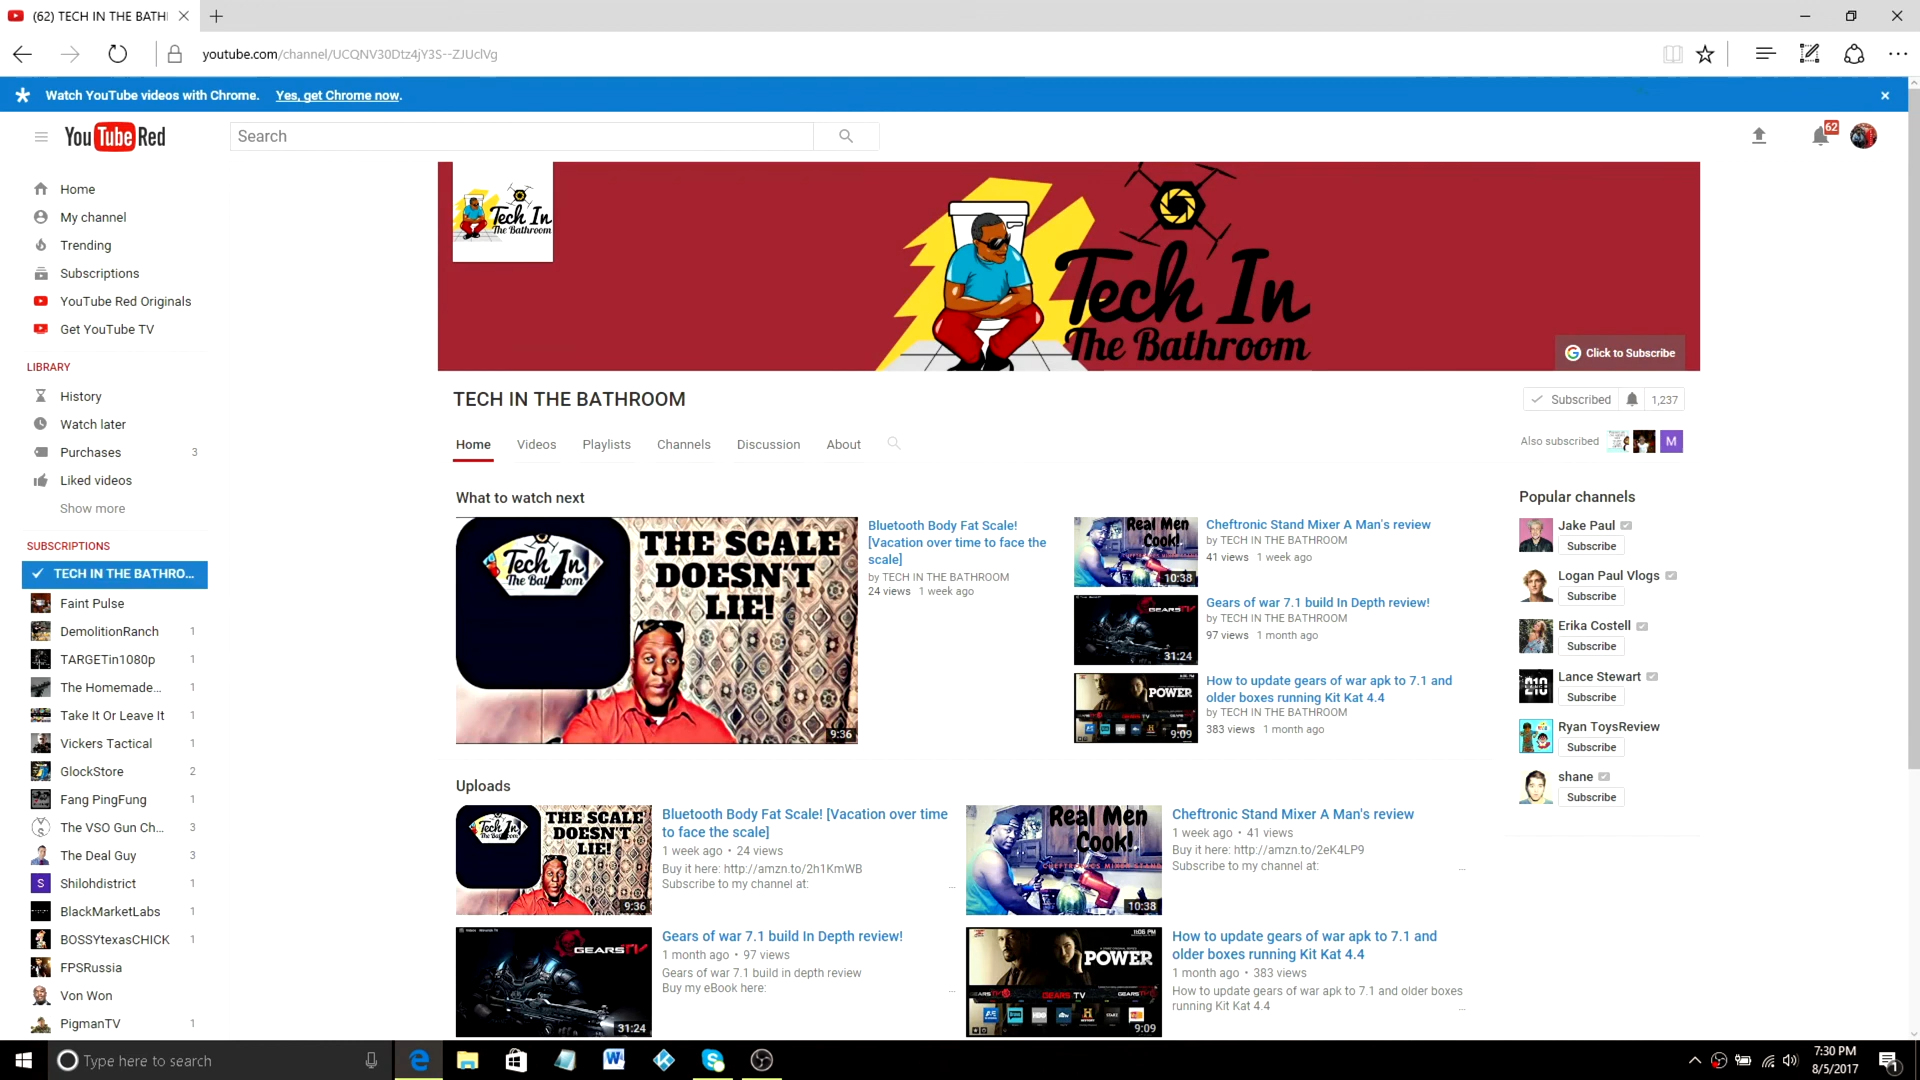 (62) TECH IN THE BATH
youtube.com/channel/UCQNV30Dtz4jY3S--ZJUclVg
Watch YouTube videos with Chrome. Yes, get Chrome now.
YouTube Red
Search
62
Home
My channel
Trending
Subscriptions
YouTube Red Originals
Get YouTube TV
LIBRARY
History
Watch later
Purchases 3
Liked videos
Show more
SUBSCRIPTIONS
TECH IN THE BATHRO...
Faint Pulse
DemolitionRanch 1
TARGETin1080p 1
The Homemade... 1
Take It Or Leave It 1
Vickers Tactical 1
GlockStore 2
Fang PingFung 1
The VSO Gun Ch... 3
The Deal Guy 3
S Shilohdistrict 1
BlackMarketLabs 1
BOSSYtexasCHICK 1
FPSRussia
Von Won
PigmanTV 1
Tech In
The Bathroom
Tech In
The Bathroom
Click to Subscribe
TECH IN THE BATHROOM
Subscribed 1,237
Home Videos Playlists Channels Discussion About
Also subscribed M
What to watch next
Tech In
The Bathroom
THE SCALE
DOESN'T
LIE!
9:36
Bluetooth Body Fat Scale!
[Vacation over time to face the
scale]
by TECH IN THE BATHROOM
24 views 1 week ago
Real Men
Cook!
10:38
Cheftronic Stand Mixer A Man's review
by TECH IN THE BATHROOM
41 views 1 week ago
GEARSTV
31:24
Gears of war 7.1 build In Depth review!
by TECH IN THE BATHROOM
97 views 1 month ago
POWER
9:09
How to update gears of war apk to 7.1 and
older boxes running Kit Kat 4.4
by TECH IN THE BATHROOM
383 views 1 month ago
Uploads
Tech In
The Bathroom
THE SCALE
DOESN'T
LIE!
9:36
Bluetooth Body Fat Scale! [Vacation over time
to face the scale]
1 week ago • 24 views
Buy it here: http://amzn.to/2h1KmWB
Subscribe to my channel at:
...
Real Men
Cook!
CHEFTRONICS MIXER STAND
10:38
Cheftronic Stand Mixer A Man's review
1 week ago • 41 views
Buy it here: http://amzn.to/2eK4LP9
Subscribe to my channel at:
...
GEARSTV
31:24
Gears of war 7.1 build In Depth review!
1 month ago • 97 views
Gears of war 7.1 build in depth review
Buy my eBook here:
...
11:06 PM
POWER
GEARS TV
HBO
9:09
How to update gears of war apk to 7.1 and
older boxes running Kit Kat 4.4
1 month ago • 383 views
How to update gears of war apk to 7.1 and older boxes
running Kit Kat 4.4
...
Popular channels
Jake Paul
Subscribe
Logan Paul Vlogs
Subscribe
Erika Costell
Subscribe
Lance Stewart
Subscribe
Ryan ToysReview
Subscribe
shane
Subscribe
Type here to search
7:30 PM
8/5/2017
1